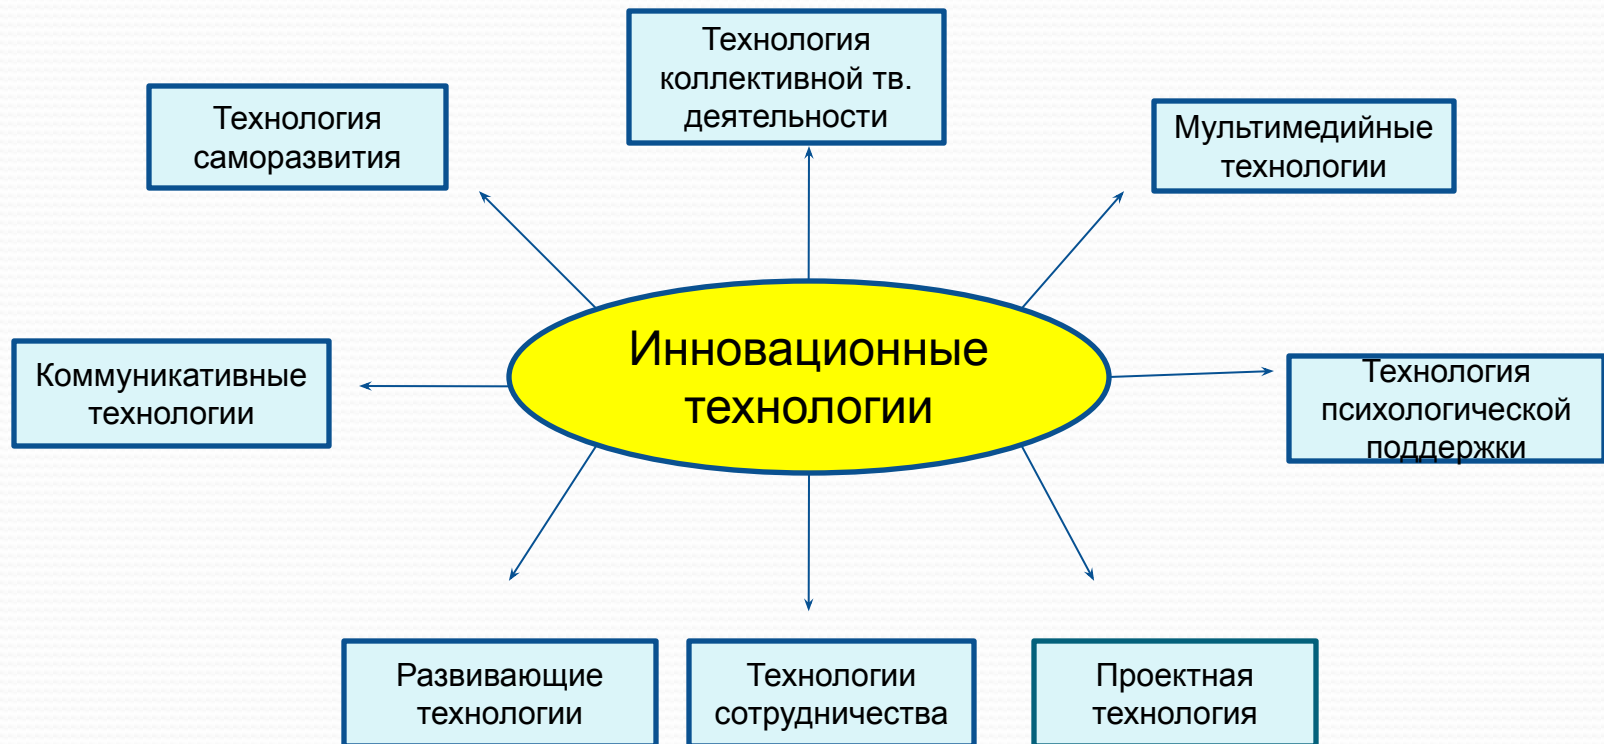 Технология
коллективной тв.
деятельности
Технология
саморазвития
Мультимедийные
технологии
Инновационные
технологии
Коммуникативные
технологии
Технология
психологической
поддержки
Развивающие
технологии
Технологии
сотрудничества
Проектная
технология